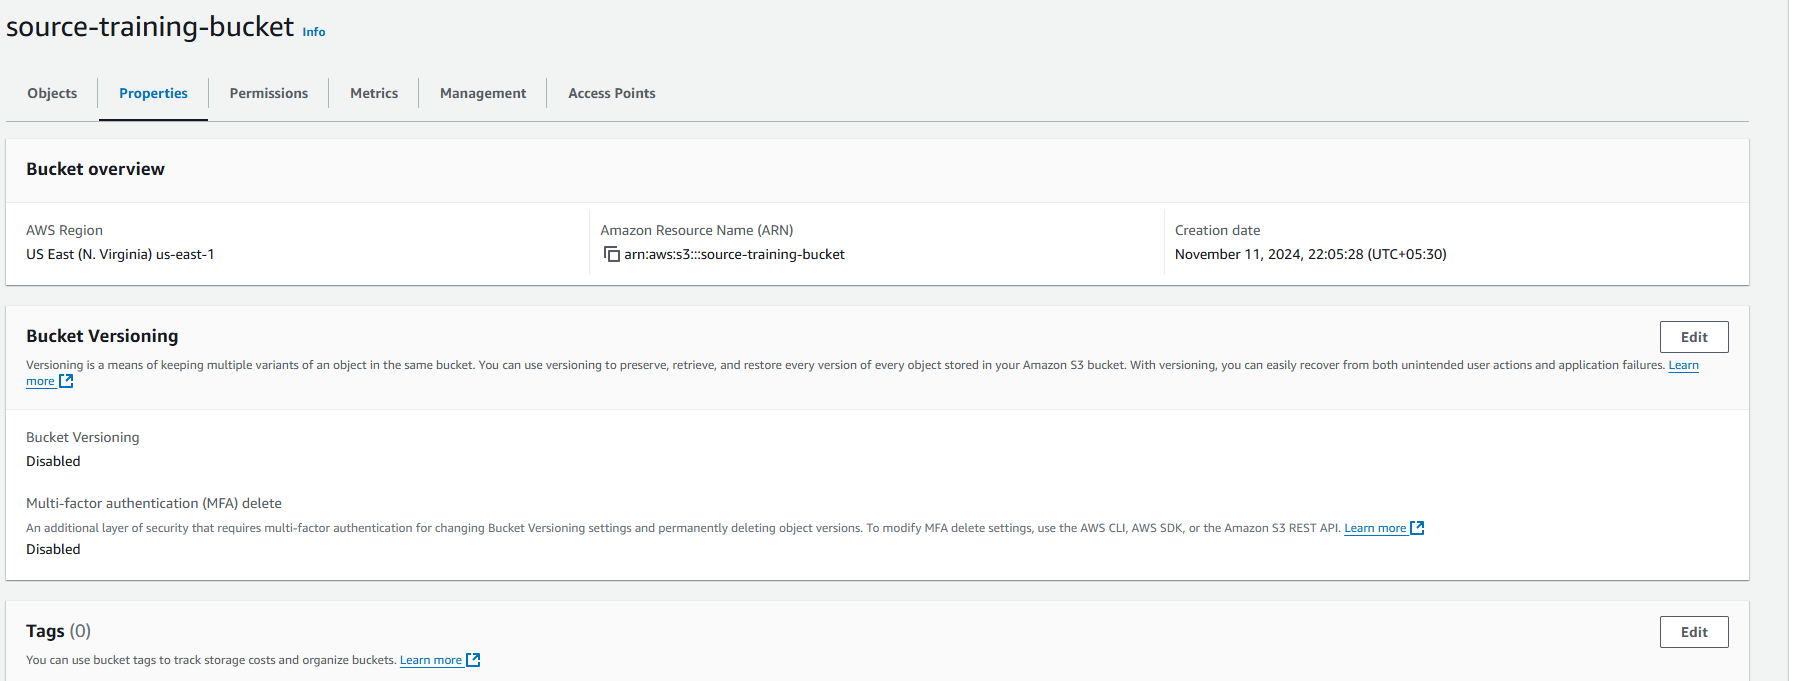 source-training-bucket Info
Objects Properties Permissions Metrics Management Access Points
Bucket overview
AWS Region
US East (N. Virginia) us-east-1
Amazon Resource Name (ARN)
arn:aws:s3:::source-training-bucket
Creation date
November 11, 2024, 22:05:28 (UTC+05:30)
Bucket Versioning
Edit
Versioning is a means of keeping multiple variants of an object in the same bucket. You can use versioning to preserve, retrieve, and restore every version of every object stored in your Amazon S3 bucket. With versioning, you can easily recover from both unintended user actions and application failures. Learn
more
Bucket Versioning
Disabled
Multi-factor authentication (MFA) delete
An additional layer of security that requires multi-factor authentication for changing Bucket Versioning settings and permanently deleting object versions. To modify MFA delete settings, use the AWS CLI, AWS SDK, or the Amazon S3 REST API. Learn more
Disabled
Tags (0)
Edit
You can use bucket tags to track storage costs and organize buckets. Learn more